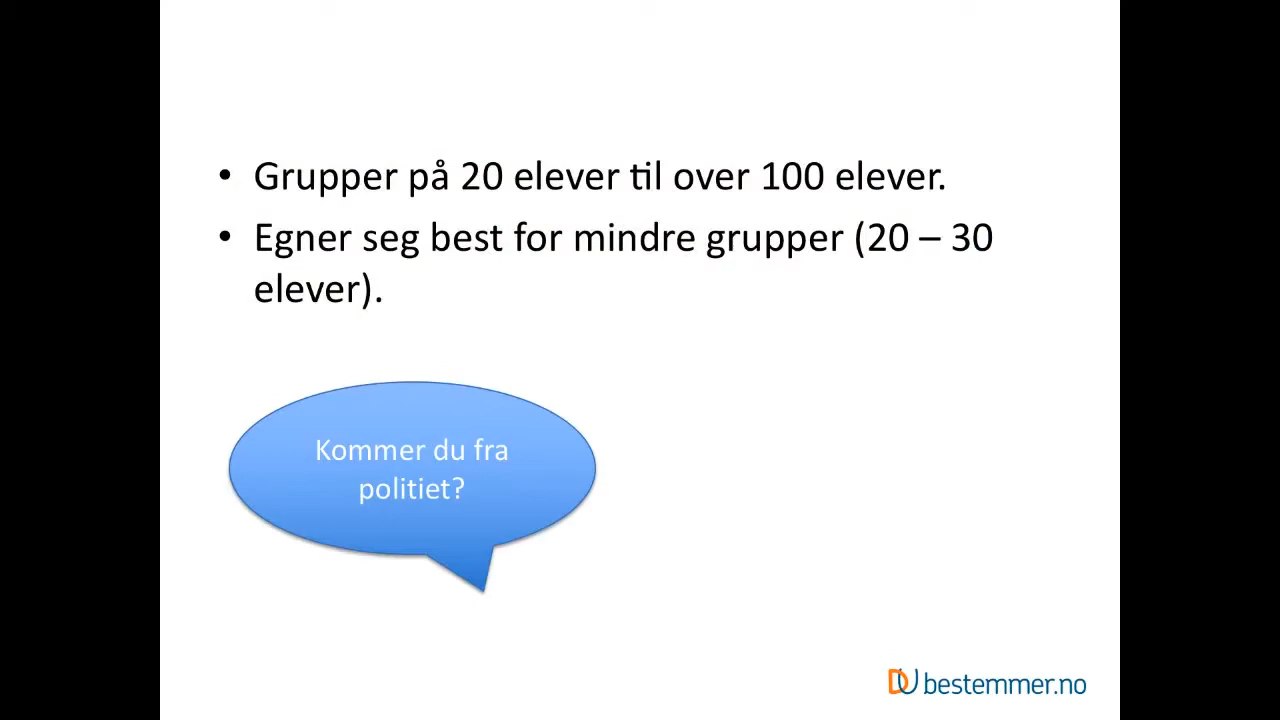 • Grupper på 20 elever til over 100 elever.
• Egner seg best for mindre grupper (20 – 30
elever).
Kommer du fra
politiet?
DU bestemmer.no